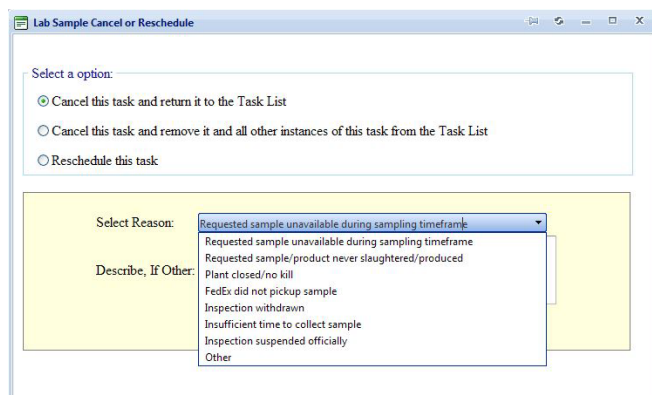 Lab Sample Cancel or Reschedule
Select a option:
Cancel this task and return it to the Task List
Cancel this task and remove it and all other instances of this task from the Task List
Reschedule this task
Select Reason:
Requested sample unavailable during sampling timeframe
Requested sample unavailable during sampling timeframe
Requested sample/product never slaughtered/produced
Describe, If Other:
Plant closed/no kill
FedEx did not pickup sample
Inspection withdrawn
Insufficient time to collect sample
Inspection suspended officially
Other